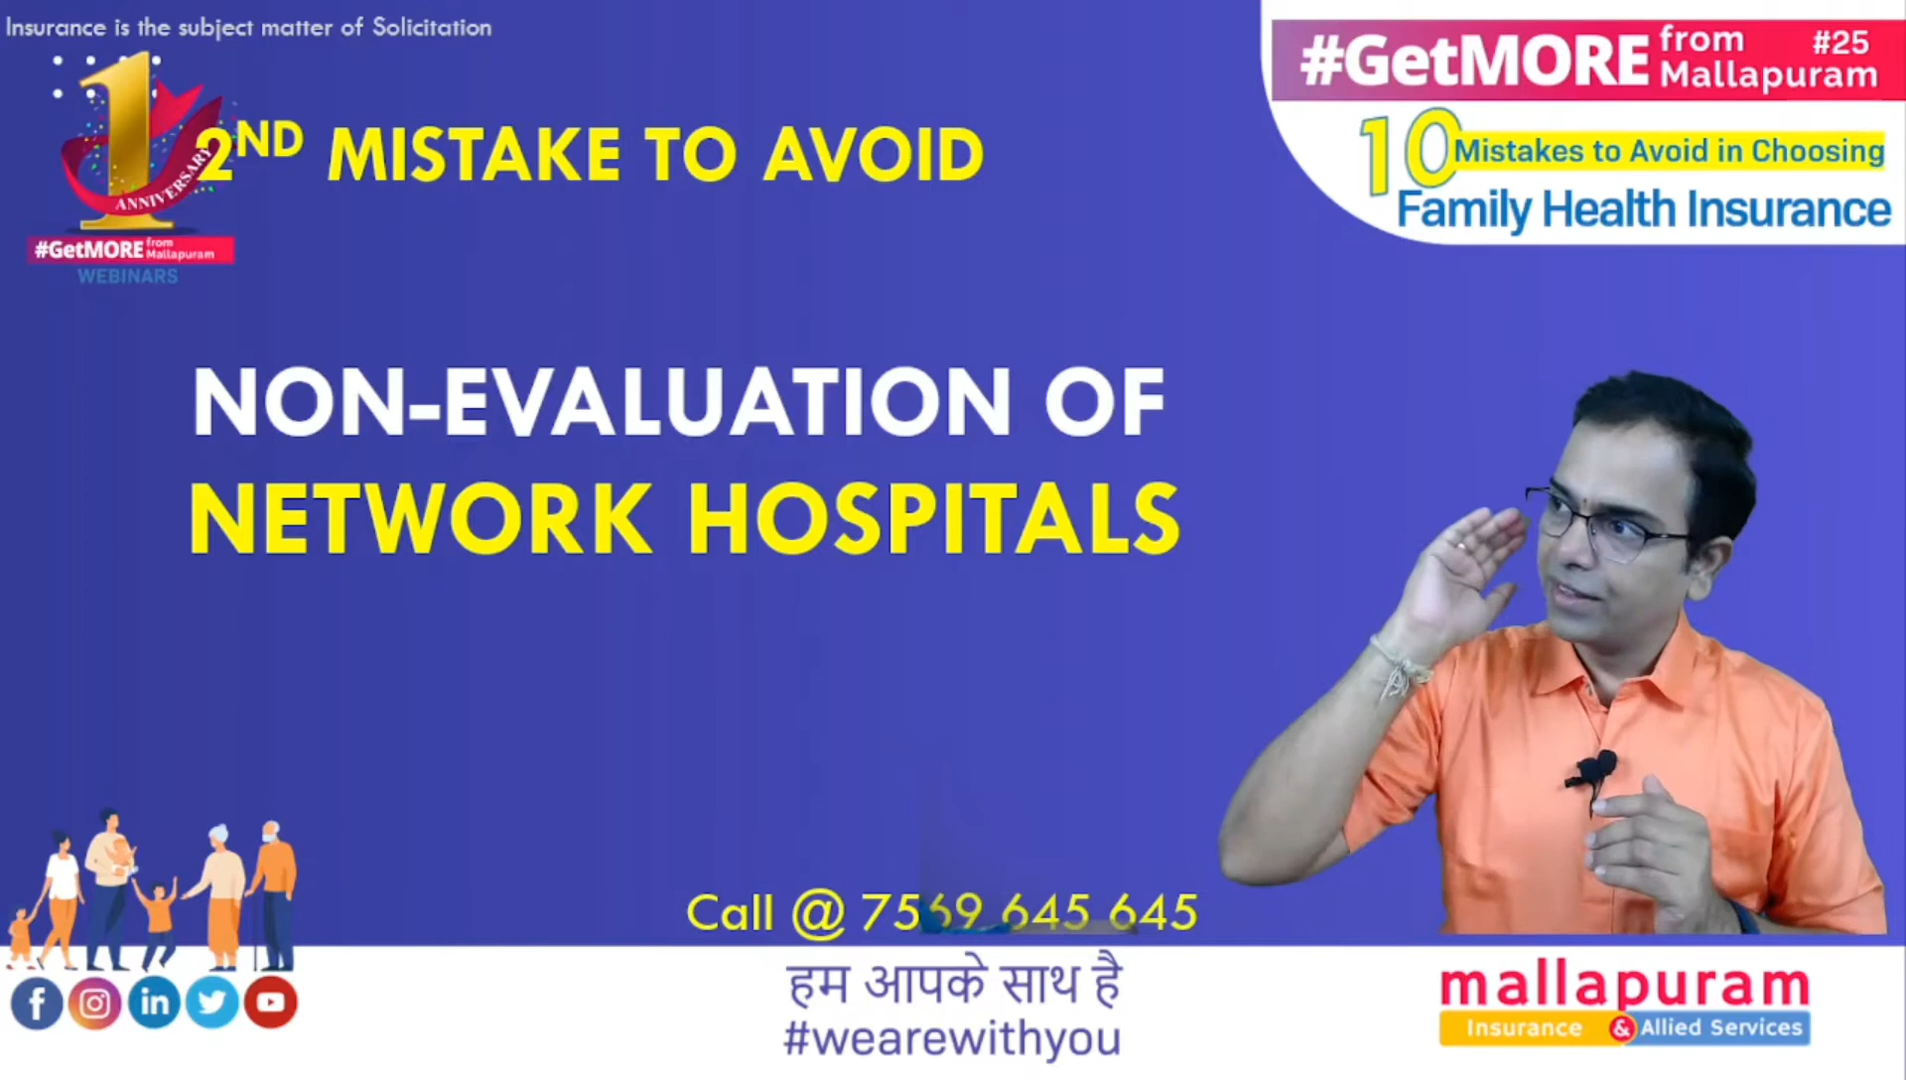 Insurance is the subject matter of Solicitation
#GetMORE from Mallapuram #25
10 Mistakes to Avoid in Choosing
Family Health Insurance
ANNIVERSARY
#GetMORE from Mallapuram
WEBINARS
2ND MISTAKE TO AVOID
NON-EVALUATION OF
NETWORK HOSPITALS
Call @ 7569 645 645
हम आपके साथ है
#wearewithyou
mallapuram
Insurance & Allied Services